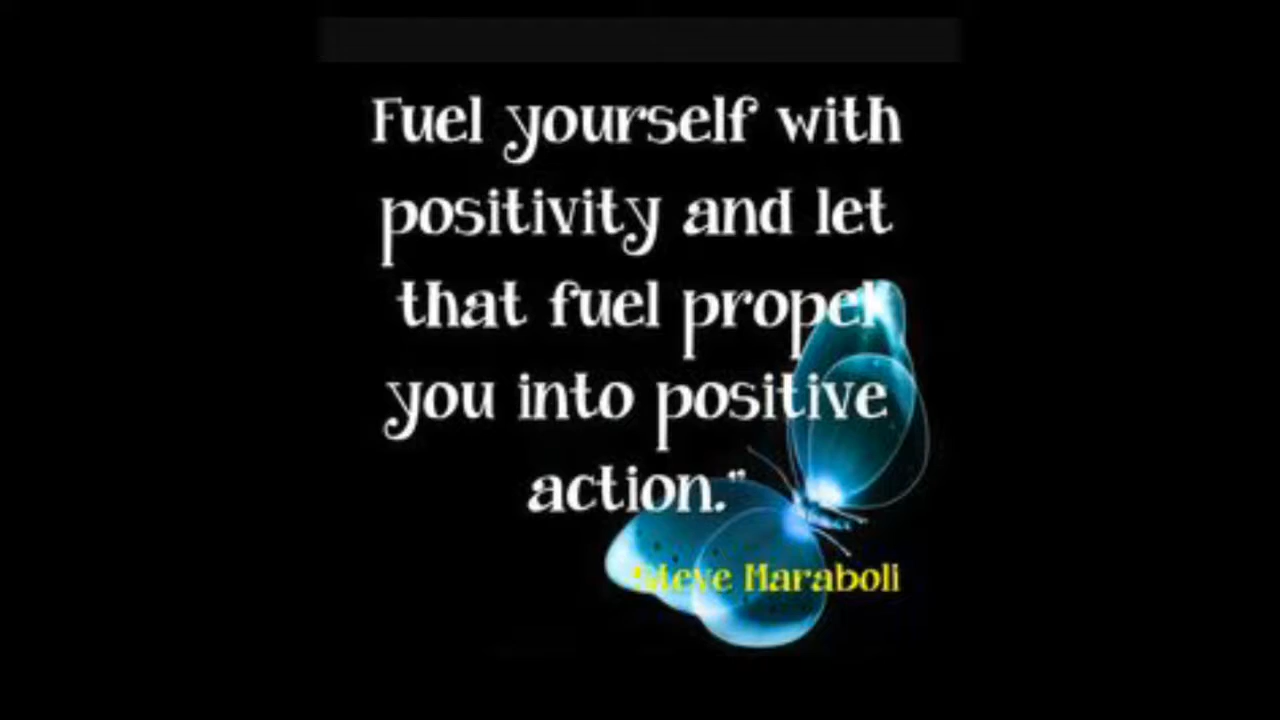 Fuel yourself with
positivity and let
that fuel propel
you into positive
action.”
Steve Maraboli